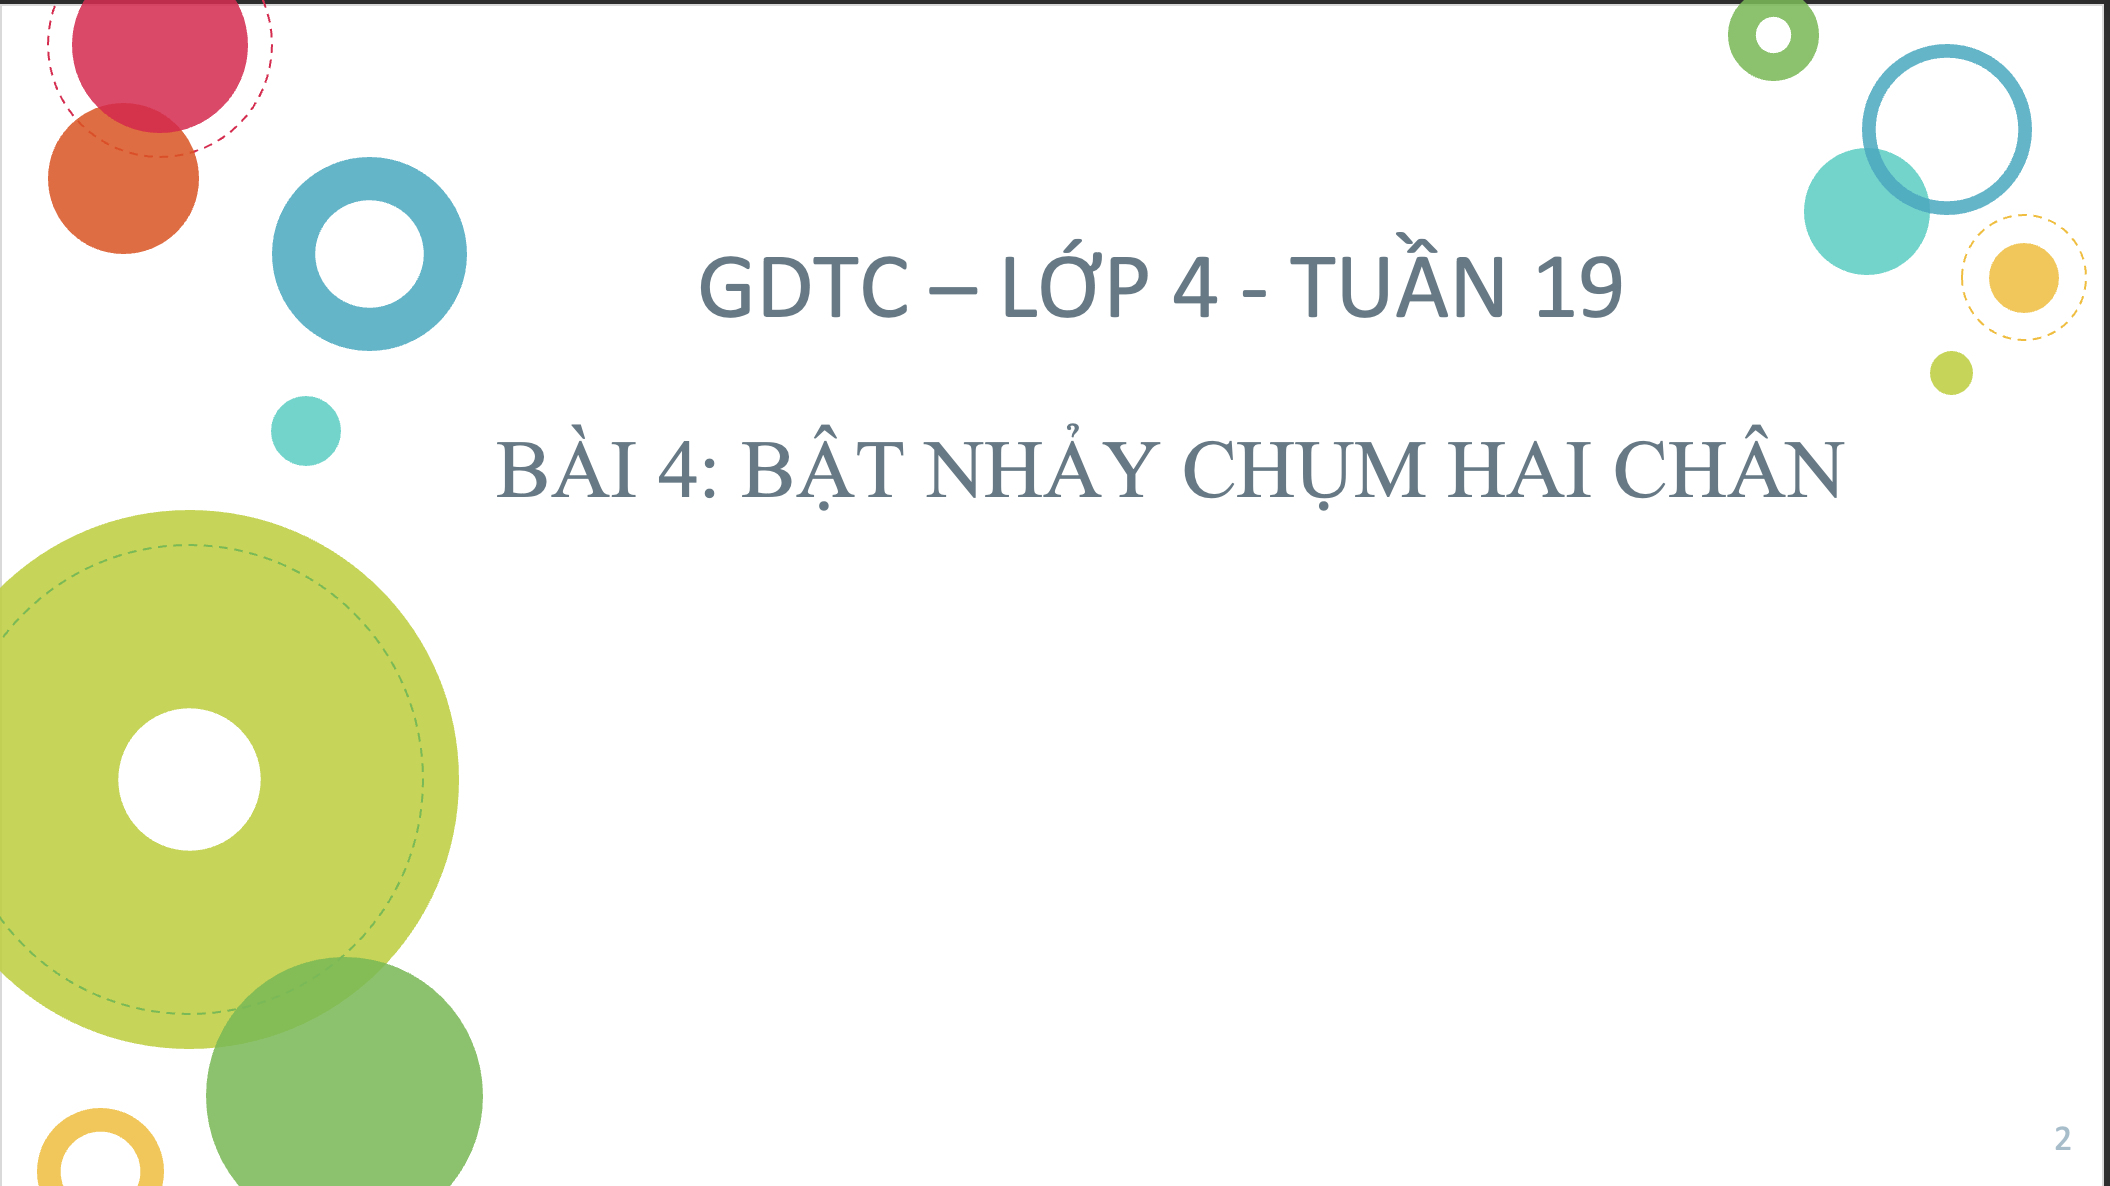 GDTC – LỚP 4 - TUẦN 19
BÀI 4: BẬT NHẢY CHỤM HAI CHÂN
2